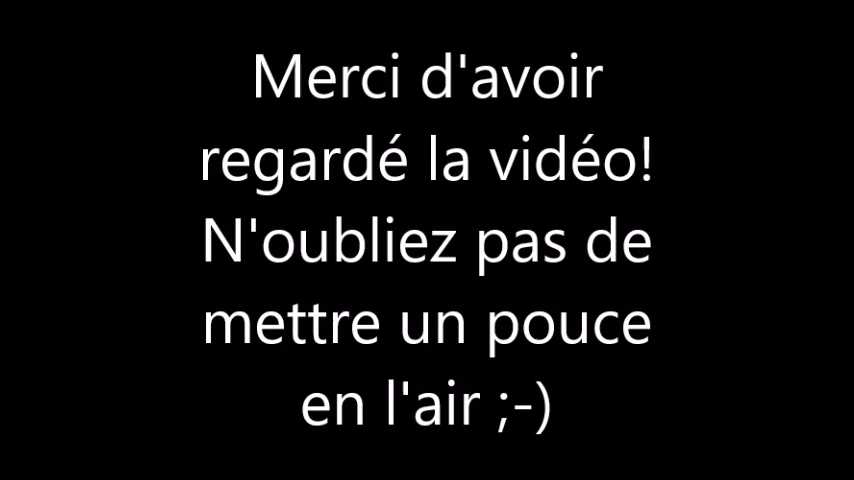 Merci d'avoir
regardé la vidéo!
N'oubliez pas de
mettre un pouce
en l'air ;-)